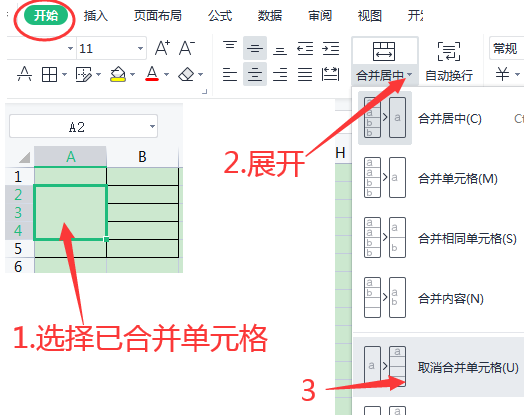 开始 插入 页面布局 公式 数据 审阅 视图 开
11 A+ A- 常规
A A 合并居中 自动换行 ¥
A2
合并居中(C) Ct
A B
1
2
3
4
5
6
H
2.展开
合并单元格(M)
合并相同单元格(S)
合并内容(N)
1.选择已合并单元格
取消合并单元格(U)
3